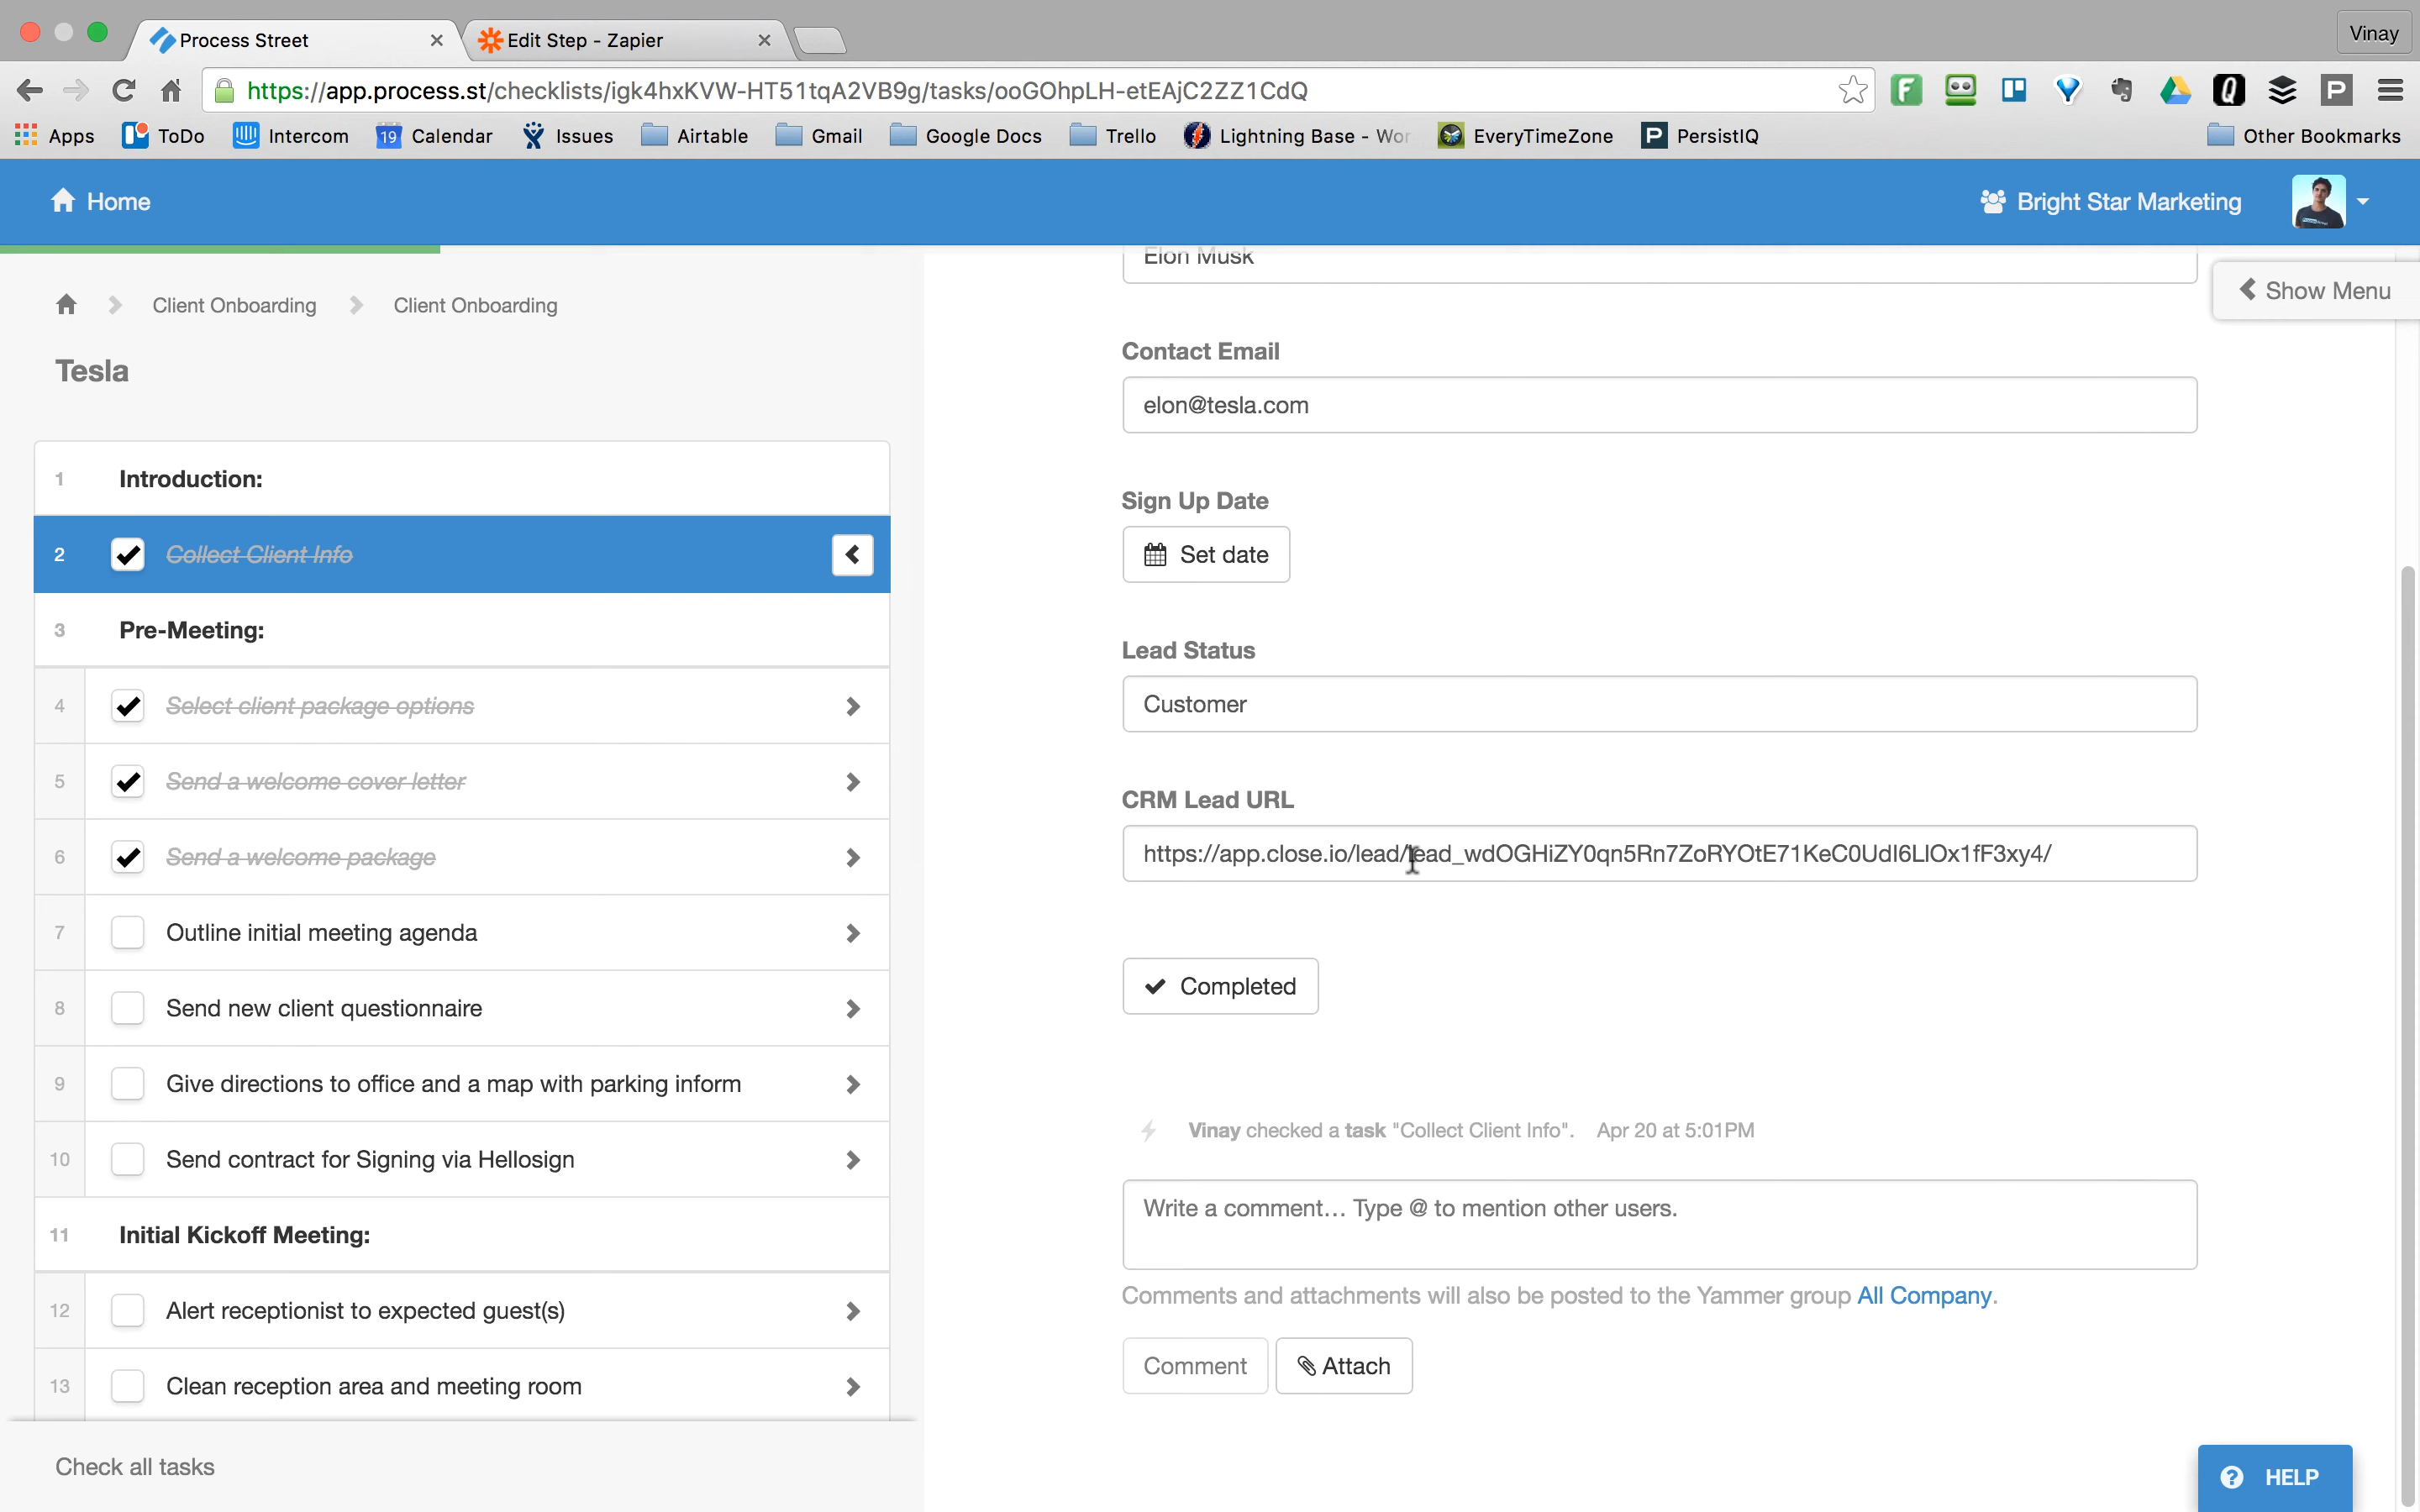 Process Street
Edit Step - Zapier
Vinay
https://app.process.st/checklists/igk4hxKVW-HT51tqA2VB9g/tasks/ooGOhpLH-etEAjC2ZZ1CdQ
Apps
ToDo
Intercom
19 Calendar
Issues
Airtable
Gmail
Google Docs
Trello
Lightning Base - Wor
EveryTimeZone
P PersistIQ
Other Bookmarks
Home
Bright Star Marketing
Client Onboarding
Client Onboarding
Show Menu
Tesla
1 Introduction:
2 Collect Client Info
3 Pre-Meeting:
4 Select client package options
5 Send a welcome cover letter
6 Send a welcome package
7 Outline initial meeting agenda
8 Send new client questionnaire
9 Give directions to office and a map with parking inform
10 Send contract for Signing via Hellosign
11 Initial Kickoff Meeting:
12 Alert receptionist to expected guest(s)
13 Clean reception area and meeting room
Check all tasks
Elon Musk
Contact Email
elon@tesla.com
Sign Up Date
Set date
Lead Status
Customer
CRM Lead URL
https://app.close.io/lead/lead_wdOGHiZY0qn5Rn7ZoRYOtE71KeC0UdI6LIOx1fF3xy4/
Completed
Vinay checked a task "Collect Client Info". Apr 20 at 5:01PM
Write a comment... Type @ to mention other users.
Comments and attachments will also be posted to the Yammer group All Company.
Comment
Attach
? HELP